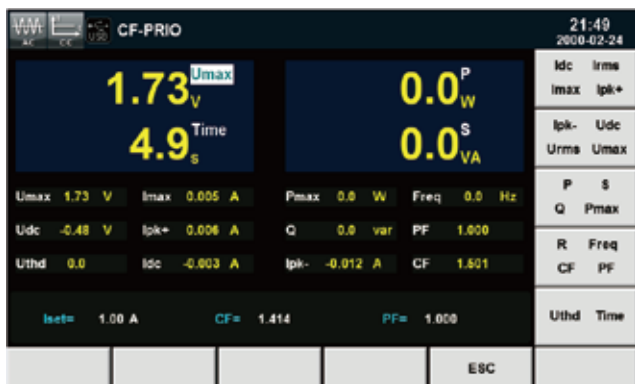 AC CC USB CF-PRIO 21:49
2000-02-24
1.73 Umax V 0.0 P W
4.9 Time s 0.0 S VA
Umax 1.73 V Imax 0.005 A Pmax 0.0 W Freq 0.0 Hz
Udc -0.48 V Ipk+ 0.006 A Q 0.0 var PF 1.000
Uthd 0.0 Idc -0.003 A Ipk- -0.012 A CF 1.501
Iset= 1.00 A CF= 1.414 PF= 1.000
ESC
Idc Irms
Imax Ipk+
Ipk- Udc
Urms Umax
P S
Q Pmax
R Freq
CF PF
Uthd Time